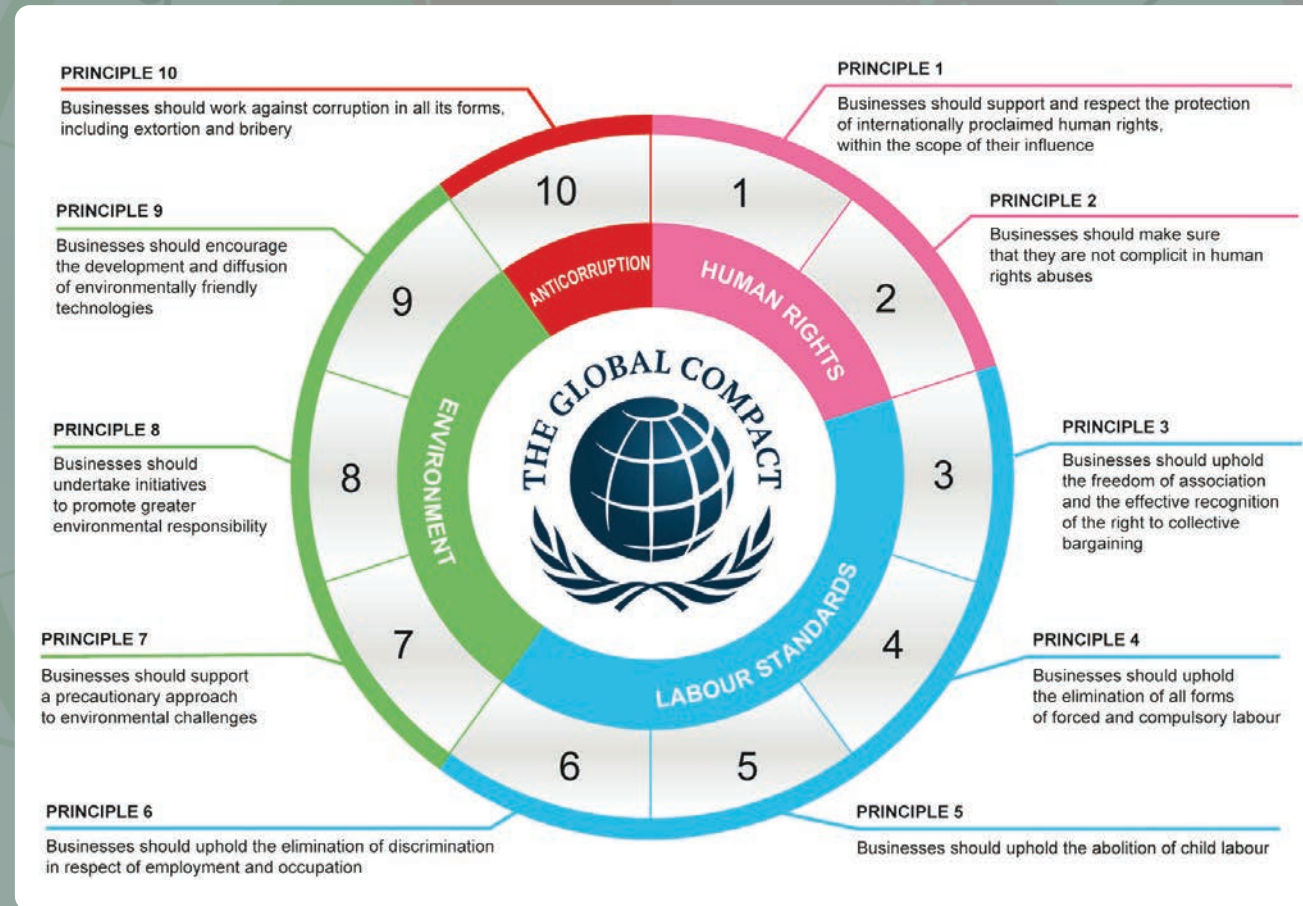 PRINCIPLE 10
Businesses should work against corruption in all its forms,
including extortion and bribery
PRINCIPLE 1
Businesses should support and respect the protection
of internationally proclaimed human rights,
within the scope of their influence
PRINCIPLE 9
Businesses should encourage
the development and diffusion
of environmentally friendly
technologies
PRINCIPLE 2
Businesses should make sure
that they are not complicit in human
rights abuses
PRINCIPLE 8
Businesses should
undertake initiatives
to promote greater
environmental responsibility
PRINCIPLE 3
Businesses should uphold
the freedom of association
and the effective recognition
of the right to collective
bargaining
PRINCIPLE 7
Businesses should support
a precautionary approach
to environmental challenges
PRINCIPLE 4
Businesses should uphold
the elimination of all forms
of forced and compulsory labour
PRINCIPLE 6
Businesses should uphold the elimination of discrimination
in respect of employment and occupation
PRINCIPLE 5
Businesses should uphold the abolition of child labour
10
1
9
2
8
3
7
4
6
5
ANTICORRUPTION
HUMAN RIGHTS
ENVIRONMENT
LABOUR STANDARDS
THE GLOBAL COMPACT